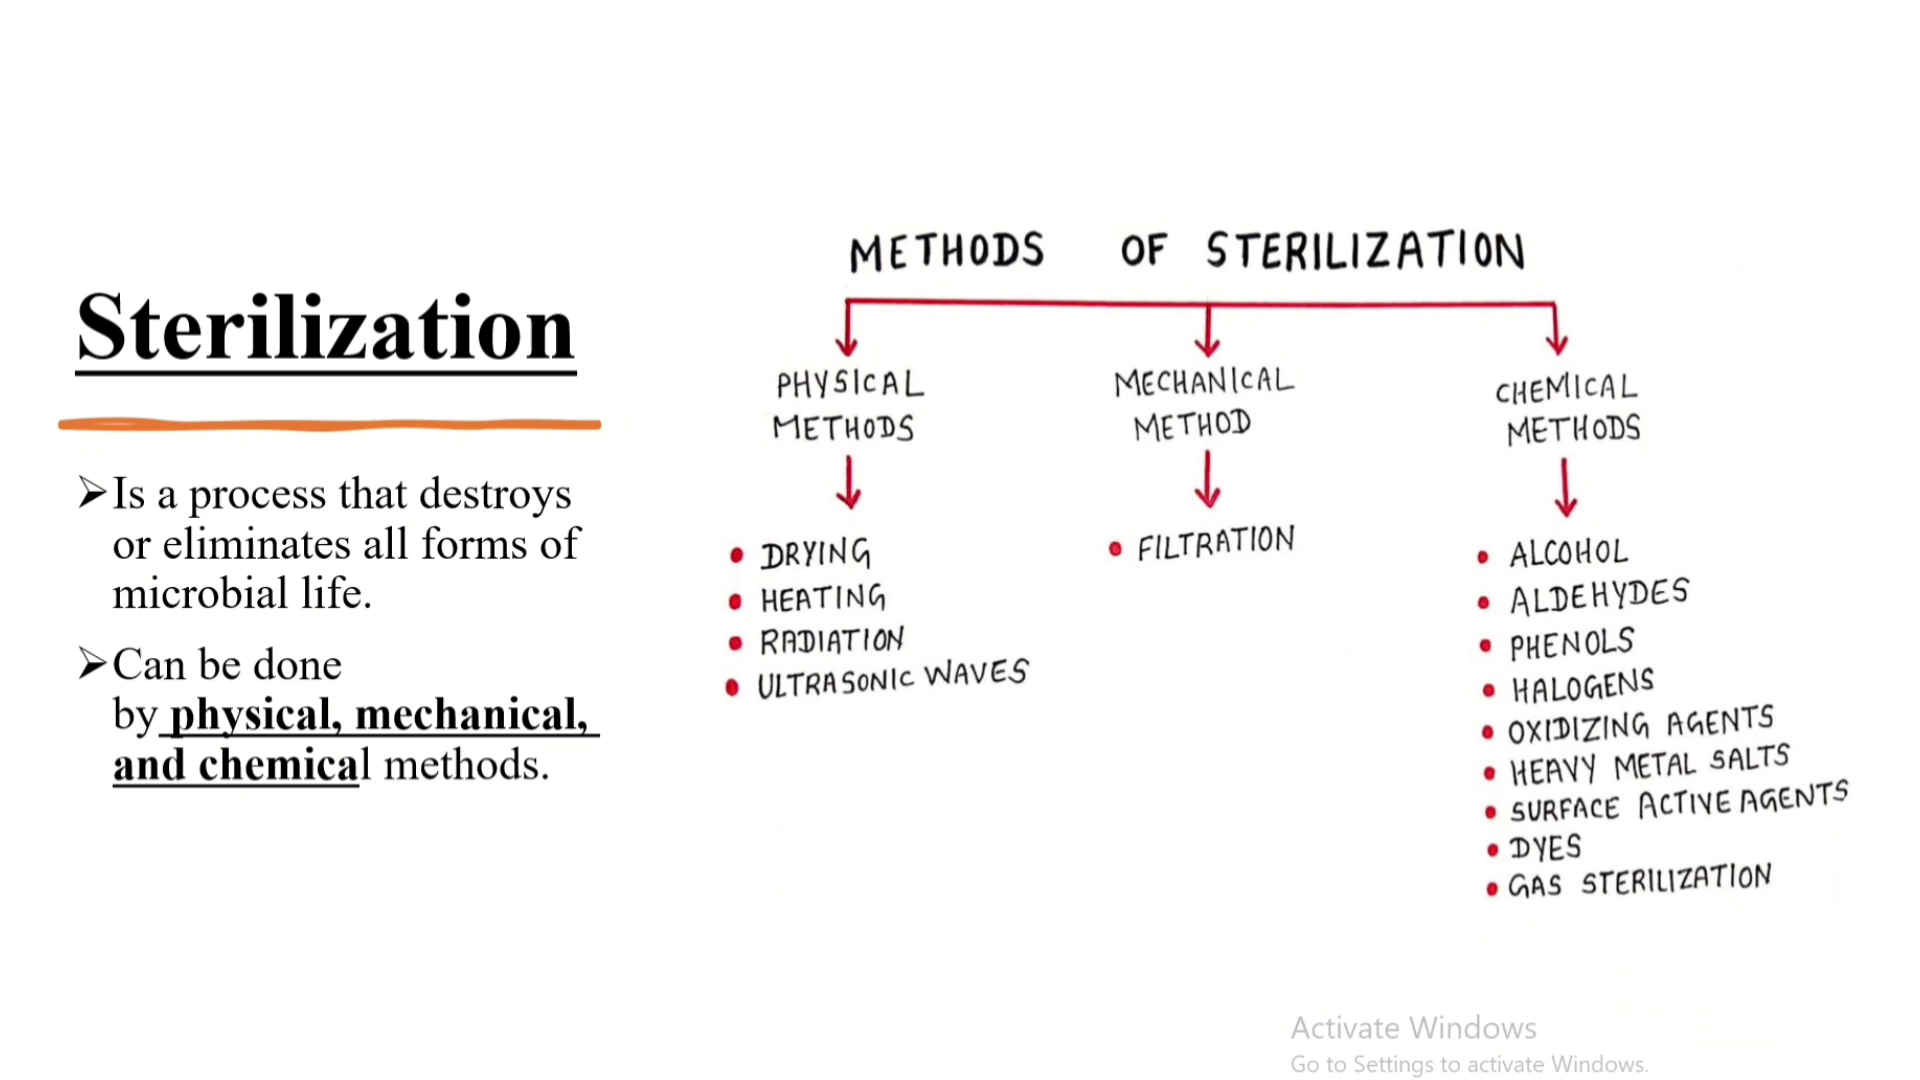 Sterilization
➢Is a process that destroys
or eliminates all forms of
microbial life.
➢Can be done
by physical, mechanical,
and chemical methods.
METHODS OF STERILIZATION
PHYSICAL
METHODS
• DRYING
• HEATING
• RADIATION
• ULTRASONIC WAVES
MECHANICAL
METHOD
• FILTRATION
CHEMICAL
METHODS
• ALCOHOL
• ALDEHYDES
• PHENOLS
• HALOGENS
• OXIDIZING AGENTS
• HEAVY METAL SALTS
• SURFACE ACTIVE AGENTS
• DYES
• GAS STERILIZATION
Activate Windows
Go to Settings to activate Windows.